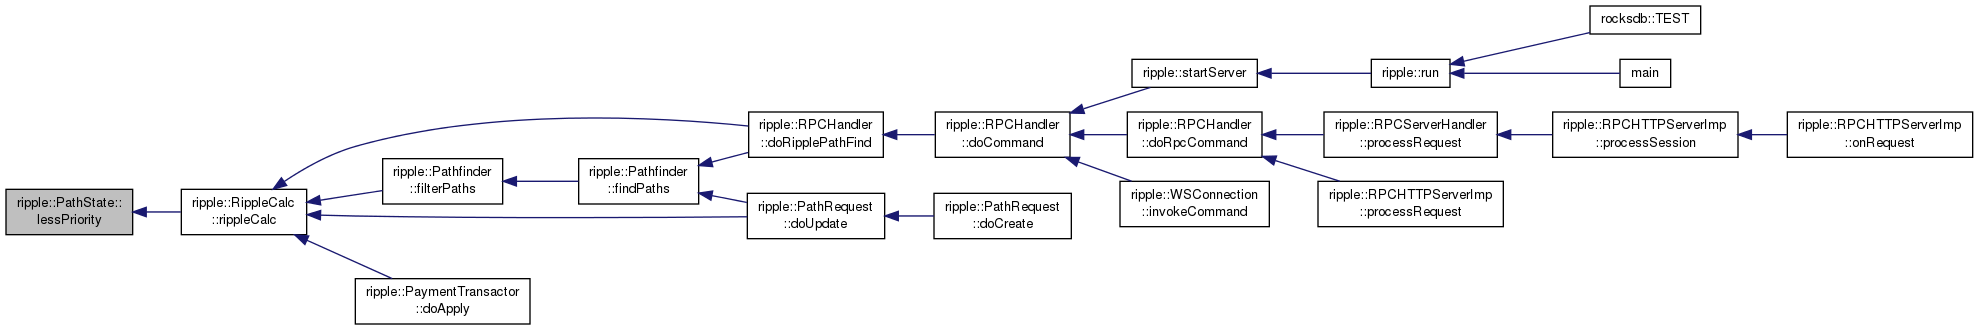 ripple::PathState::
lessPriority
ripple::RippleCalc
::rippleCalc
ripple::RPCHandler
::doRipplePathFind
ripple::Pathfinder
::filterPaths
ripple::Pathfinder
::findPaths
ripple::PathRequest
::doUpdate
ripple::PaymentTransactor
::doApply
ripple::RPCHandler
::doCommand
ripple::PathRequest
::doCreate
ripple::startServer
ripple::RPCHandler
::doRpcCommand
ripple::WSConnection
::invokeCommand
ripple::run
rocksdb::TEST
main
ripple::RPCServerHandler
::processRequest
ripple::RPCHTTPServerImp
::processRequest
ripple::RPCHTTPServerImp
::processSession
ripple::RPCHTTPServerImp
::onRequest